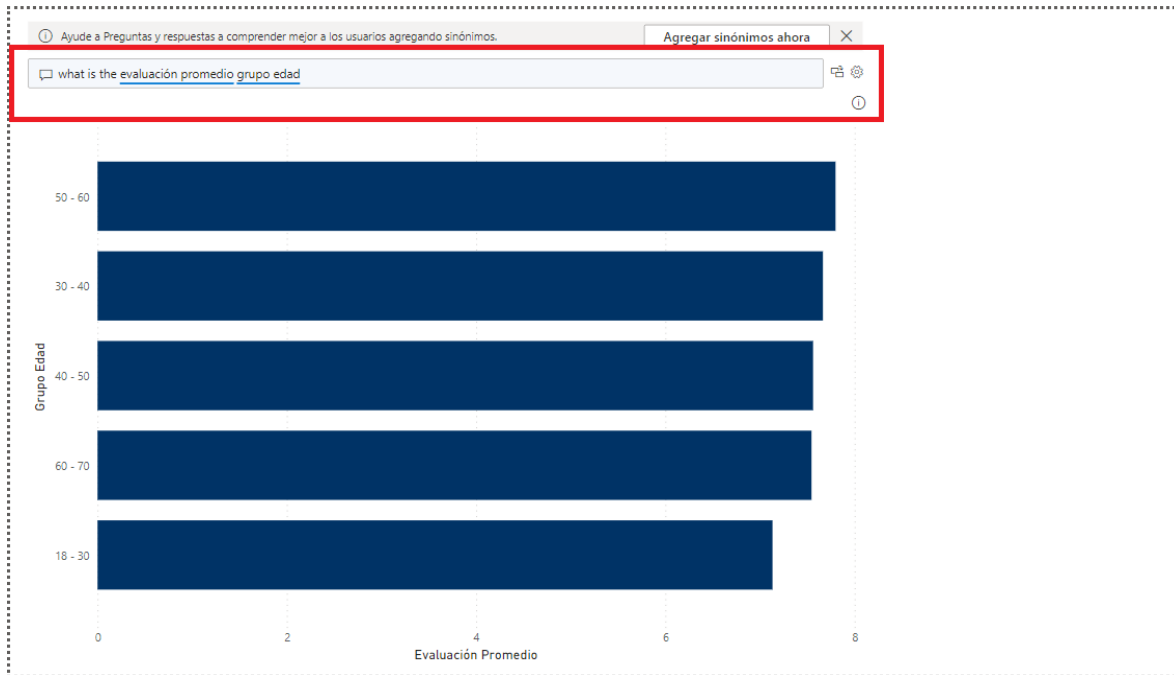 Ayude a Preguntas y respuestas a comprender mejor a los usuarios agregando sinónimos.
Agregar sinónimos ahora
what is the evaluación promedio grupo edad
Grupo Edad
50 - 60
30 - 40
40 - 50
60 - 70
18 - 30
0 2 4 6 8
Evaluación Promedio